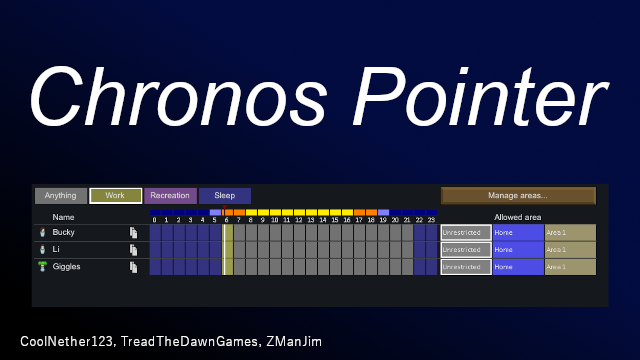 Chronos Pointer
Anything Work Recreation Sleep Manage areas...
Name 0 1 2 3 4 5 6 7 8 9 10 11 12 13 14 15 16 17 18 19 20 21 22 23 Allowed area
Bucky Unrestricted Home Area 1
Li Unrestricted Home Area 1
Giggles Unrestricted Home Area 1
CoolNether123, TreadTheDawnGames, ZManJim